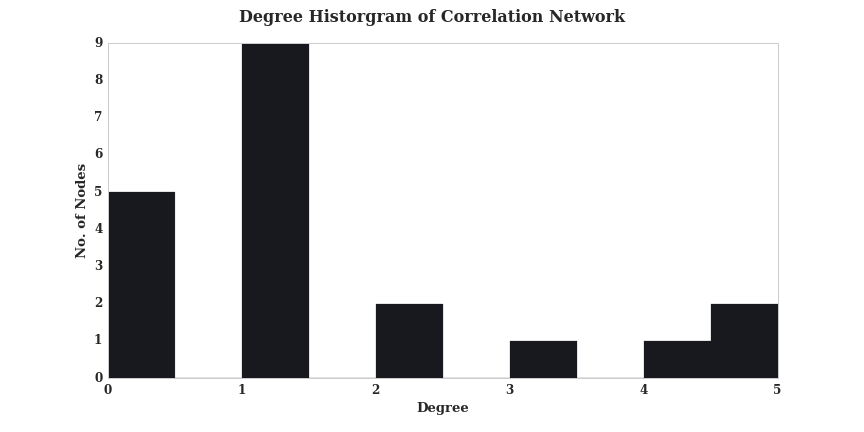 Degree Historgram of Correlation Network
9
8
7
6
5
4
3
2
1
0
No. of Nodes
0 1 2 3 4 5
Degree